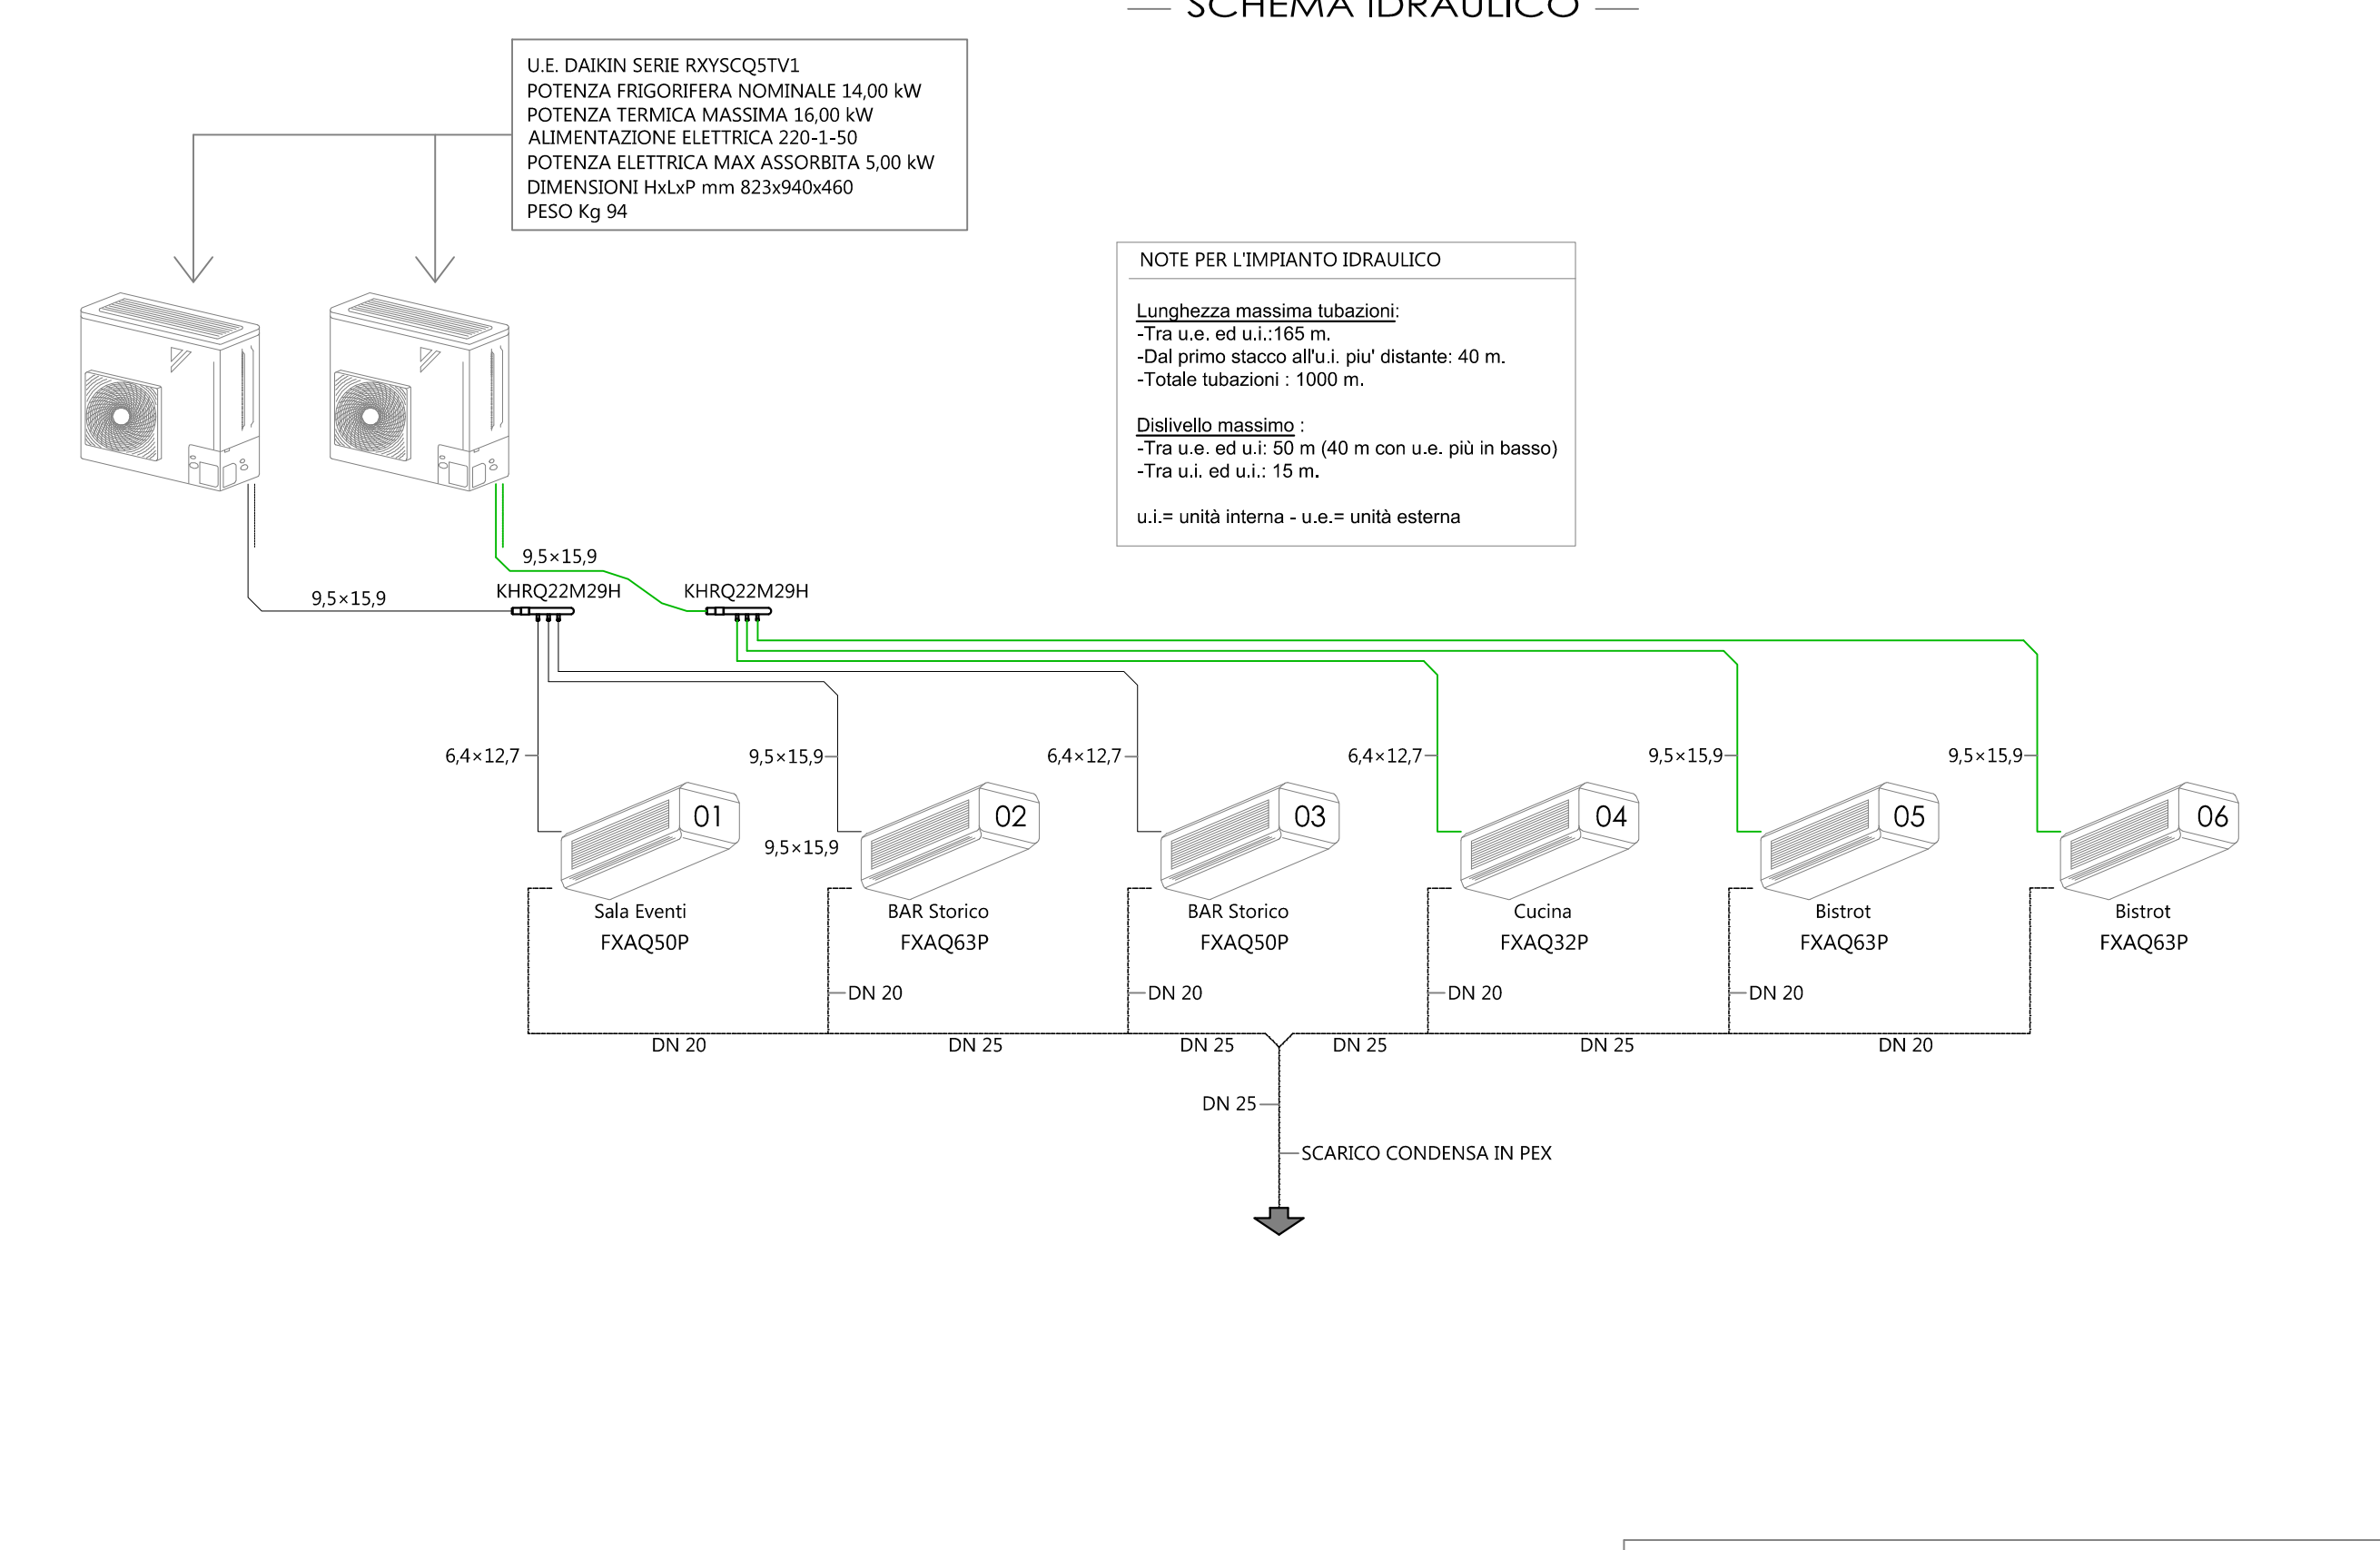 SCHEMA IDRAULICO
U.E. DAIKIN SERIE RXYSCQ5TV1
POTENZA FRIGORIFERA NOMINALE 14,00 kW
POTENZA TERMICA MASSIMA 16,00 kW
ALIMENTAZIONE ELETTRICA 220-1-50
POTENZA ELETTRICA MAX ASSORBITA 5,00 kW
DIMENSIONI HxLxP mm 823x940x460
PESO Kg 94
NOTE PER L'IMPIANTO IDRAULICO
Lunghezza massima tubazioni:
-Tra u.e. ed u.i.:165 m.
-Dal primo stacco all'u.i. piu' distante: 40 m.
-Totale tubazioni : 1000 m.
Dislivello massimo :
-Tra u.e. ed u.i: 50 m (40 m con u.e. più in basso)
-Tra u.i. ed u.i.: 15 m.
u.i.= unità interna - u.e.= unità esterna
9,5×15,9
KHRQ22M29H KHRQ22M29H
9,5×15,9
6,4×12,7 9,5×15,9 6,4×12,7 6,4×12,7 9,5×15,9 9,5×15,9
01 02 03 04 05 06
9,5×15,9
Sala Eventi BAR Storico BAR Storico Cucina Bistrot Bistrot
FXAQ50P FXAQ63P FXAQ50P FXAQ32P FXAQ63P FXAQ63P
DN 20 DN 20 DN 20 DN 20
DN 20 DN 25 DN 25 DN 25 DN 25 DN 20
DN 25
SCARICO CONDENSA IN PEX